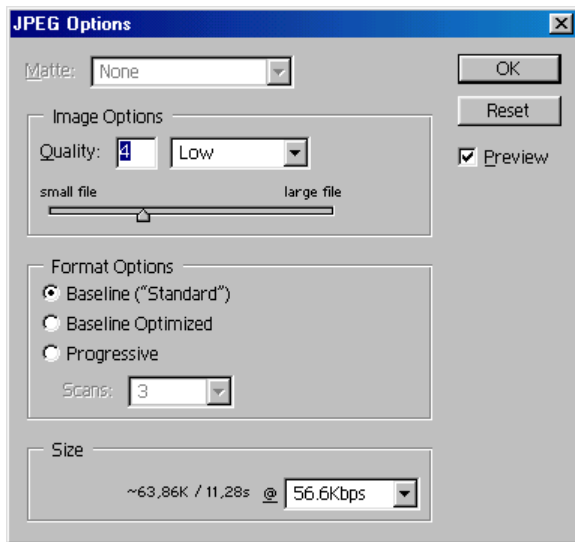 JPEG Options
Matte: None
OK
Image Options
Reset
Quality: 4 Low
Preview
small file large file
Format Options
Baseline ("Standard")
Baseline Optimized
Progressive
Scans: 3
Size
~63,86K / 11,28s @ 56.6Kbps